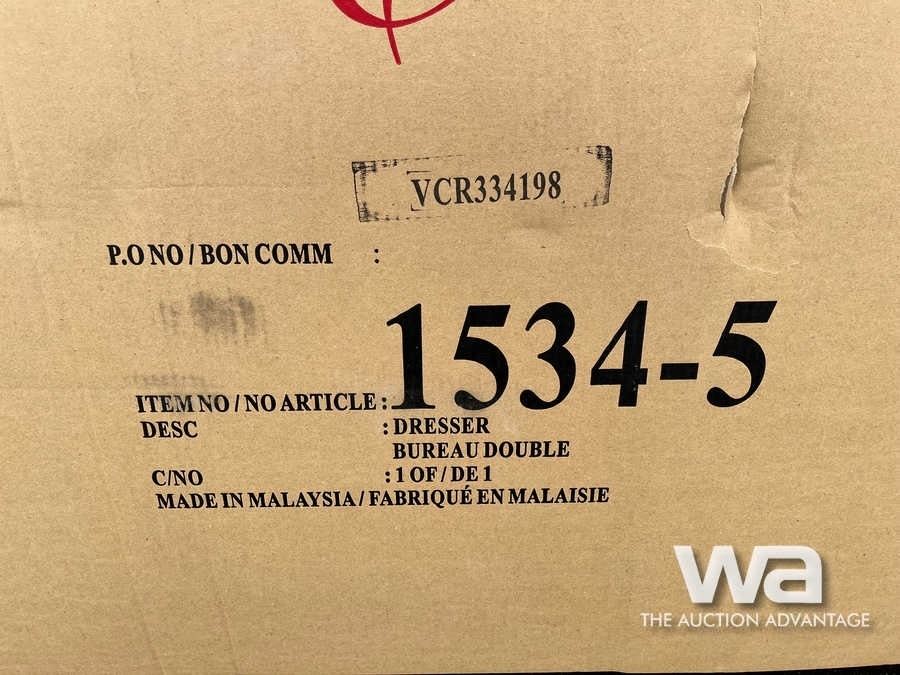 VCR334198
P.O NO / BON COMM :
ITEM NO / NO ARTICLE : 1534-5
DESC : DRESSER
BUREAU DOUBLE
C/NO : 1 OF / DE 1
MADE IN MALAYSIA / FABRIQUÉ EN MALAISIE
wa
THE AUCTION ADVANTAGE